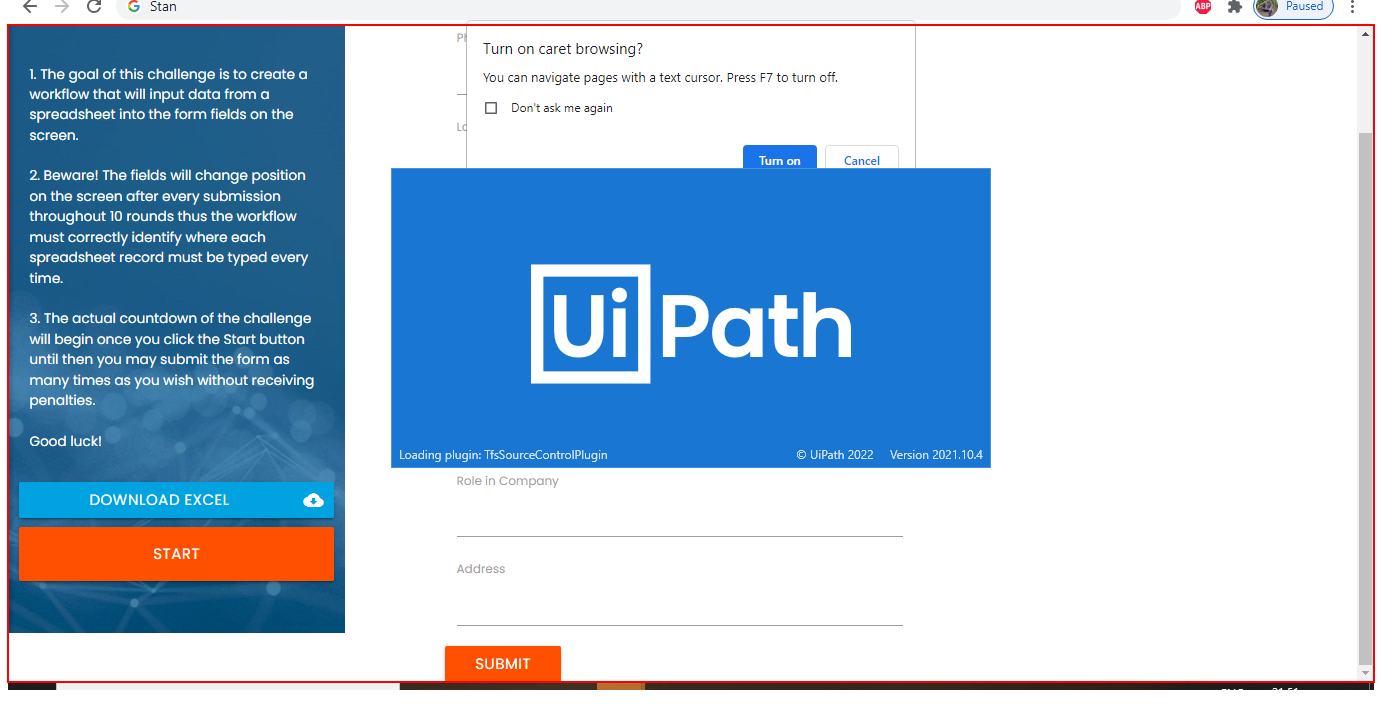 Stan
ABP
Paused
1. The goal of this challenge is to create a
workflow that will input data from a
spreadsheet into the form fields on the
screen.
2. Beware! The fields will change position
on the screen after every submission
throughout 10 rounds thus the workflow
must correctly identify where each
spreadsheet record must be typed every
time.
3. The actual countdown of the challenge
will begin once you click the Start button
until then you may submit the form as
many times as you wish without receiving
penalties.
Good luck!
DOWNLOAD EXCEL
START
Turn on caret browsing?
You can navigate pages with a text cursor. Press F7 to turn off.
Don't ask me again
Turn on
Cancel
UiPath
Loading plugin: TfsSourceControlPlugin
© UiPath 2022
Version 2021.10.4
Role in Company
Address
SUBMIT